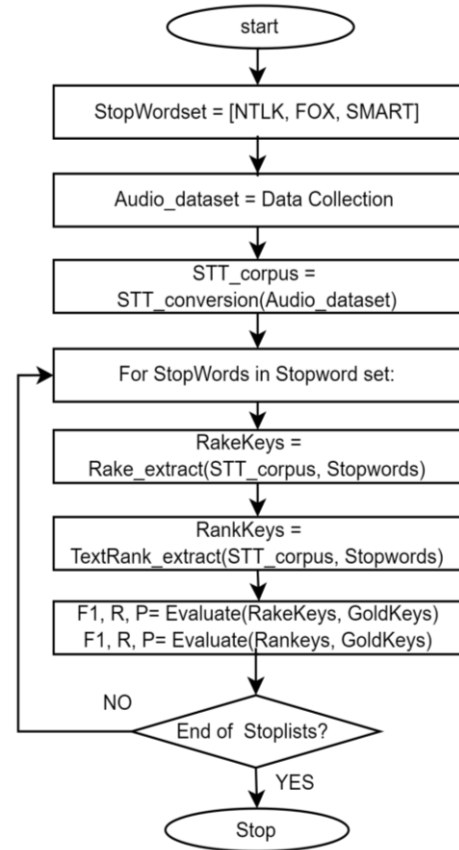 start
StopWordset = [NTLK, FOX, SMART]
Audio_dataset = Data Collection
STT_corpus =
STT_conversion(Audio_dataset)
For StopWords in Stopword set:
RakeKeys =
Rake_extract(STT_corpus, Stopwords)
RankKeys =
TextRank_extract(STT_corpus, Stopwords)
F1, R, P= Evaluate(RakeKeys, GoldKeys)
F1, R, P= Evaluate(Rankeys, GoldKeys)
NO
End of Stoplists?
YES
Stop